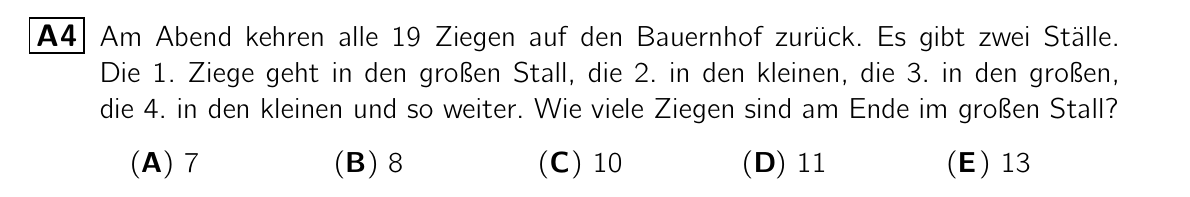 A4 Am Abend kehren alle 19 Ziegen auf den Bauernhof zurück. Es gibt zwei Ställe.
Die 1. Ziege geht in den großen Stall, die 2. in den kleinen, die 3. in den großen,
die 4. in den kleinen und so weiter. Wie viele Ziegen sind am Ende im großen Stall?
(A) 7 (B) 8 (C) 10 (D) 11 (E) 13